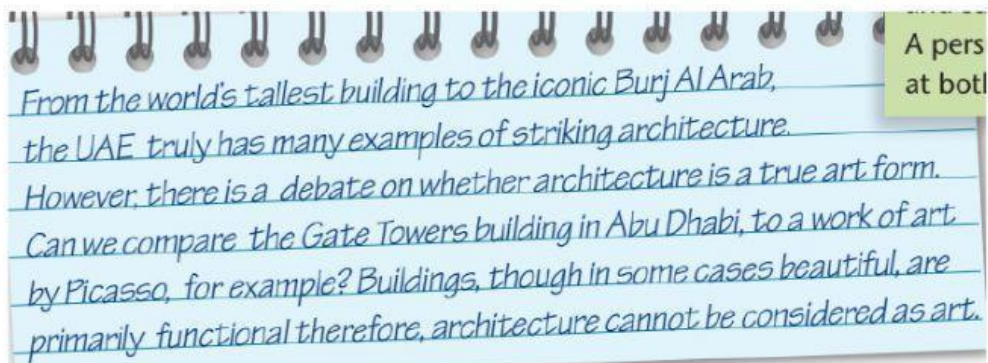 A pers
at both
From the world's tallest building to the iconic Burj Al Arab,
the UAE truly has many examples of striking architecture.
However, there is a debate on whether architecture is a true art form.
Can we compare the Gate Towers building in Abu Dhabi, to a work of art
by Picasso, for example? Buildings, though in some cases beautiful, are
primarily functional therefore, architecture cannot be considered as art.